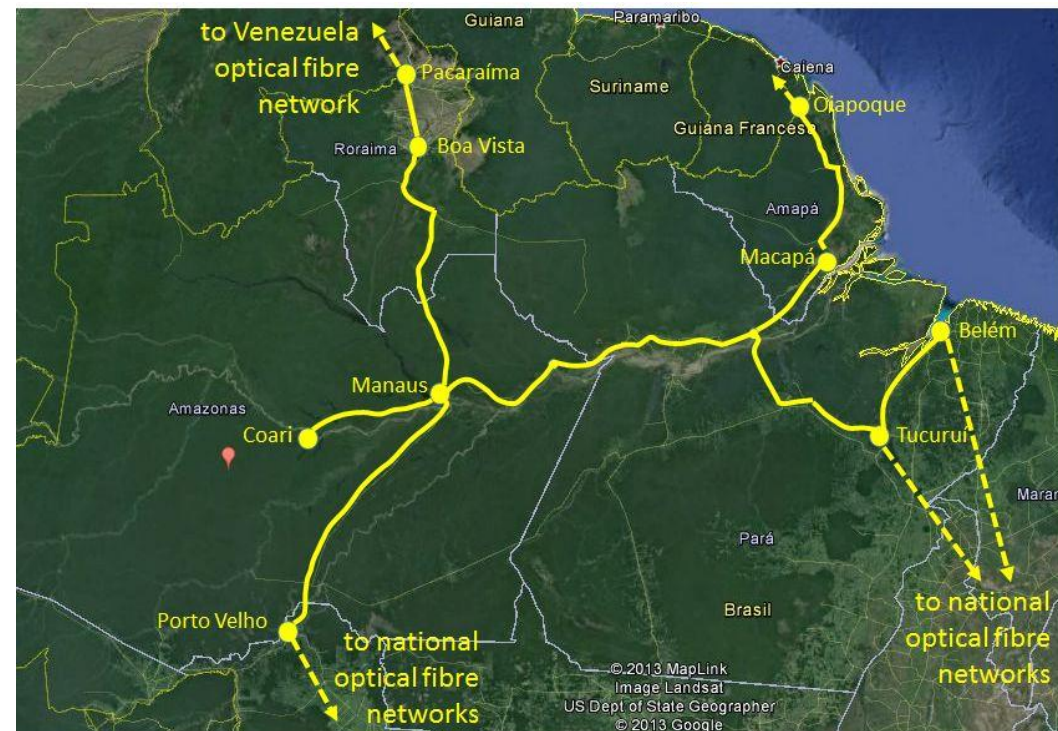 Paramaribo
Guiana
to Venezuela
optical fibre
network
Pacaraíma
Caiena
Suriname
Oiapoque
Guiana Francesa
Roraima
Boa Vista
Amapá
Macapá
Belém
Manaus
Amazonas
Coari
Tucuruí
Maran
Pará
Brasil
Porto Velho
to national
optical fibre
networks
to national
optical fibre
networks
© 2013 MapLink
Image Landsat
US Dept of State Geographer
© 2013 Google